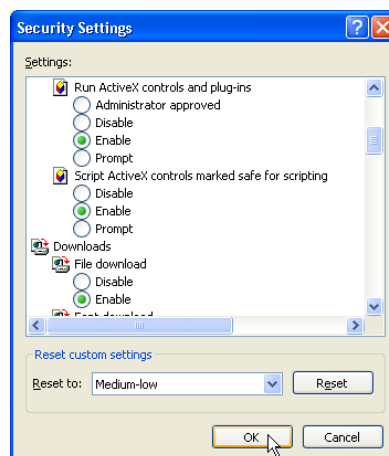 Security Settings
Settings:
Run ActiveX controls and plug-ins
Administrator approved
Disable
Enable
Prompt
Script ActiveX controls marked safe for scripting
Disable
Enable
Prompt
Downloads
File download
Disable
Enable
Font download
Reset custom settings
Reset to: Medium-low Reset
OK Cancel